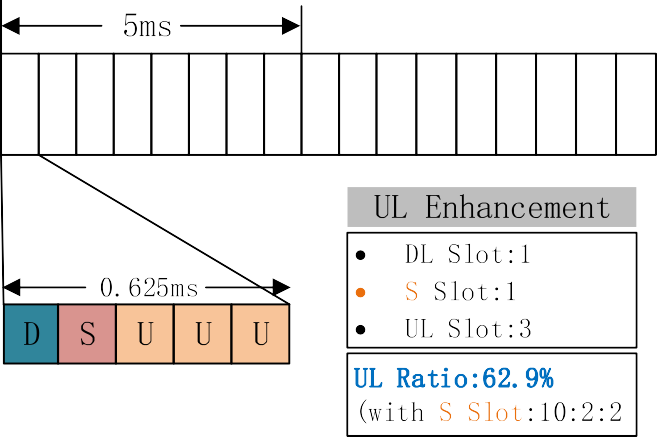 5ms
0.625ms
D S U U U
UL Enhancement
• DL Slot:1
• S Slot:1
• UL Slot:3
UL Ratio:62.9%
(with S Slot:10:2:2